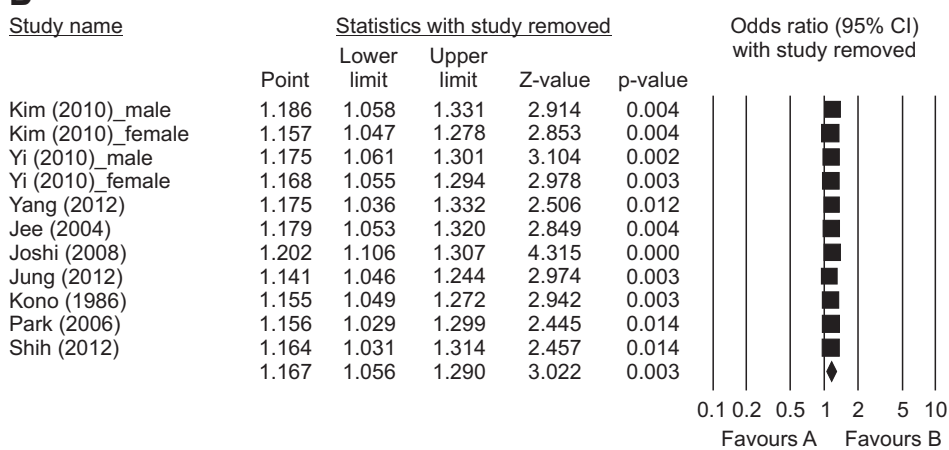 B
Study name Statistics with study removed Odds ratio (95% CI)
with study removed
Lower Upper
Point limit limit Z-value p-value
Kim (2010)_male 1.186 1.058 1.331 2.914 0.004
Kim (2010)_female 1.157 1.047 1.278 2.853 0.004
Yi (2010)_male 1.175 1.061 1.301 3.104 0.002
Yi (2010)_female 1.168 1.055 1.294 2.978 0.003
Yang (2012) 1.175 1.036 1.332 2.506 0.012
Jee (2004) 1.179 1.053 1.320 2.849 0.004
Joshi (2008) 1.202 1.106 1.307 4.315 0.000
Jung (2012) 1.141 1.046 1.244 2.974 0.003
Kono (1986) 1.155 1.049 1.272 2.942 0.003
Park (2006) 1.156 1.029 1.299 2.445 0.014
Shih (2012) 1.164 1.031 1.314 2.457 0.014
1.167 1.056 1.290 3.022 0.003
0.1 0.2 0.5 1 2 5 10
Favours A Favours B